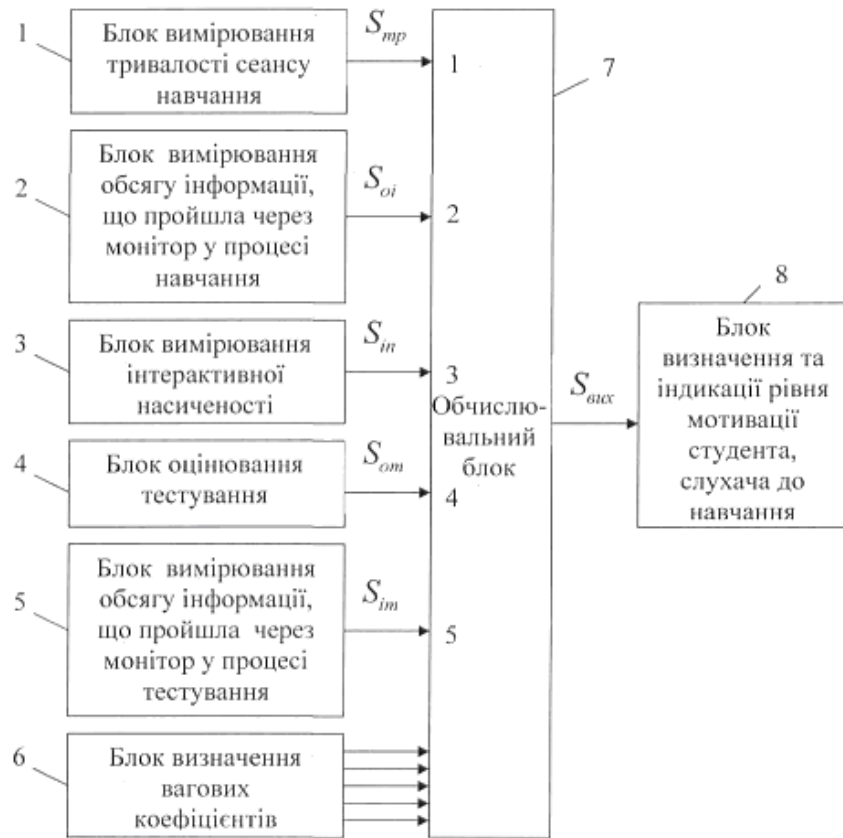 1
Блок вимірювання
тривалості сеансу
навчання
S_тр
1
7
2
Блок вимірювання
обсягу інформації,
що пройшла через
монітор у процесі
навчання
S_оі
2
3
Блок вимірювання
інтерактивної
насиченості
S_ін
3
Обчислю-
вальний
блок
S_вих
8
Блок
визначення та
індикації рівня
мотивації
студента,
слухача до
навчання
4
Блок оцінювання
тестування
S_от
4
5
Блок вимірювання
обсягу інформації,
що пройшла через
монітор у процесі
тестування
S_іт
5
6
Блок визначення
вагових
коефіцієнтів